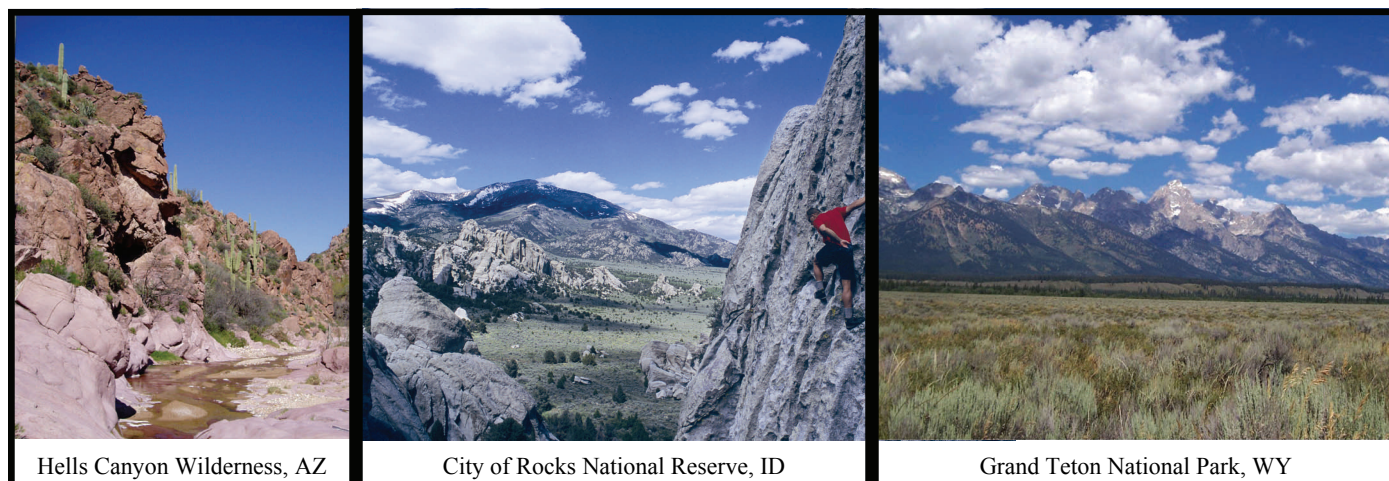 Hells Canyon Wilderness, AZ
City of Rocks National Reserve, ID
Grand Teton National Park, WY